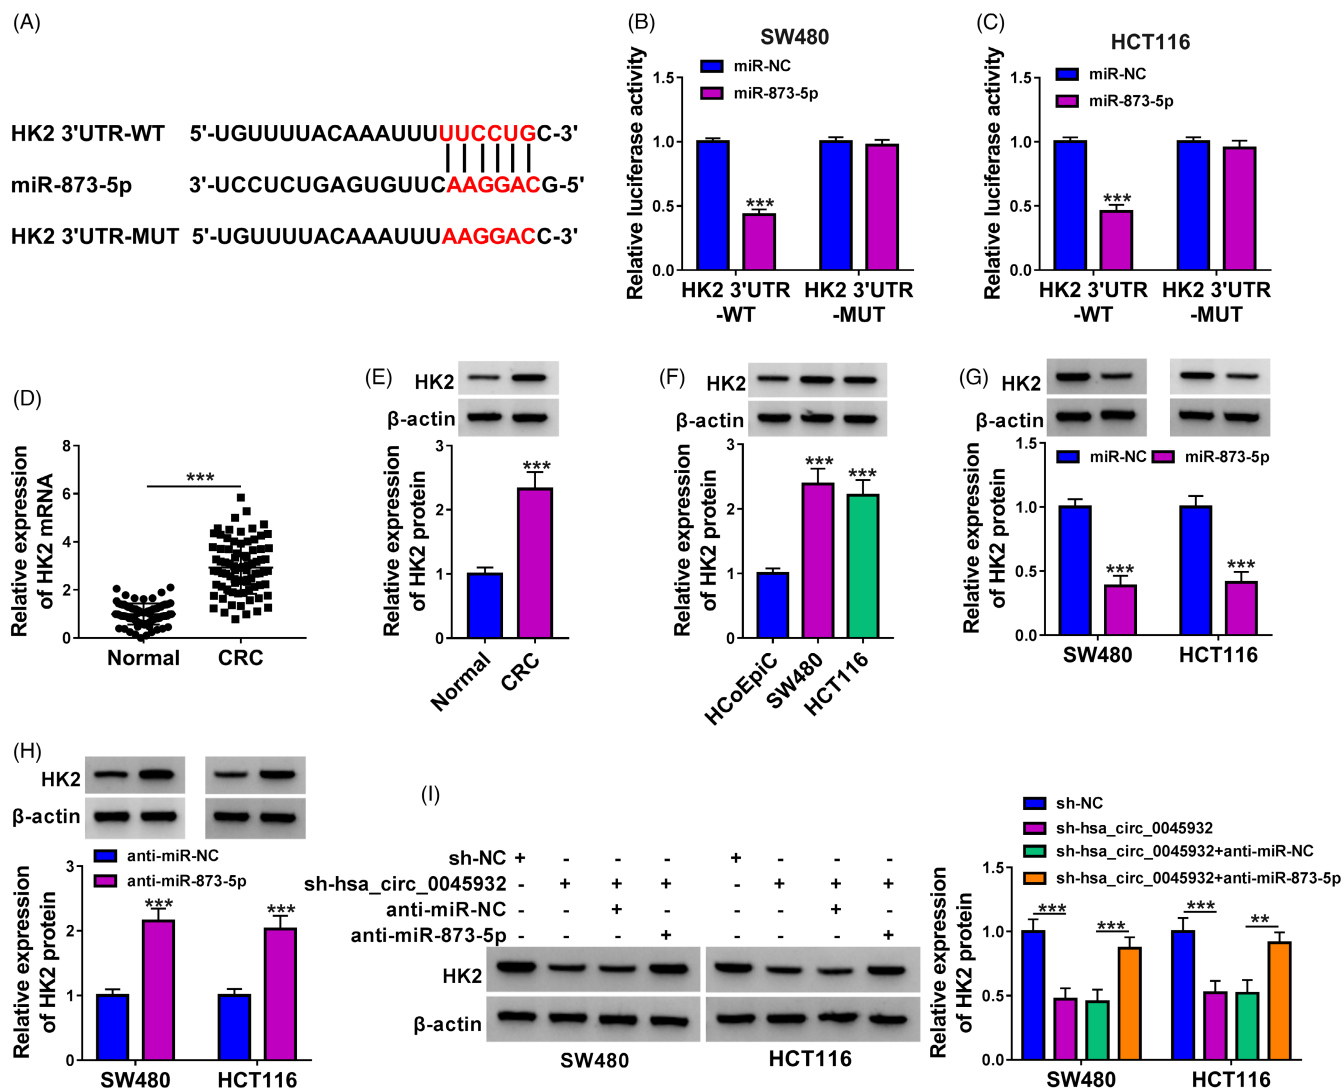 (A)
HK2 3'UTR-WT 5'-UGUUUUACAAAUUUUUCCUGC-3'
miR-873-5p 3'-UCCUCUGAGUGUUCAAGGACG-5'
HK2 3'UTR-MUT 5'-UGUUUUACAAAUUUAAGGACC-3'
(B)
SW480
miR-NC
miR-873-5p
Relative luciferase activity
1.5
1.0
0.5
0.0
***
HK2 3'UTR -WT
HK2 3'UTR -MUT
(C)
HCT116
miR-NC
miR-873-5p
Relative luciferase activity
1.5
1.0
0.5
0.0
***
HK2 3'UTR -WT
HK2 3'UTR -MUT
(D)
Relative expression
of HK2 mRNA
8
6
4
2
0
***
Normal CRC
(E)
HK2
β-actin
Relative expression
of HK2 protein
3
2
1
0
***
Normal
CRC
(F)
HK2
β-actin
Relative expression
of HK2 protein
3
2
1
0
*** ***
HCoEpiC
SW480
HCT116
(G)
HK2
β-actin
miR-NC miR-873-5p
Relative expression
of HK2 protein
1.5
1.0
0.5
0.0
*** ***
SW480 HCT116
(H)
HK2
β-actin
anti-miR-NC
anti-miR-873-5p
Relative expression
of HK2 protein
3
2
1
0
*** ***
SW480 HCT116
(I)
sh-NC + - - - + - - -
sh-hsa_circ_0045932 - + + + - + + +
anti-miR-NC - - + - - - + -
anti-miR-873-5p - - - + - - - +
HK2
β-actin
SW480 HCT116
sh-NC
sh-hsa_circ_0045932
sh-hsa_circ_0045932+anti-miR-NC
sh-hsa_circ_0045932+anti-miR-873-5p
Relative expression
of HK2 protein
1.5
1.0
0.5
0.0
*** *** *** **
SW480 HCT116